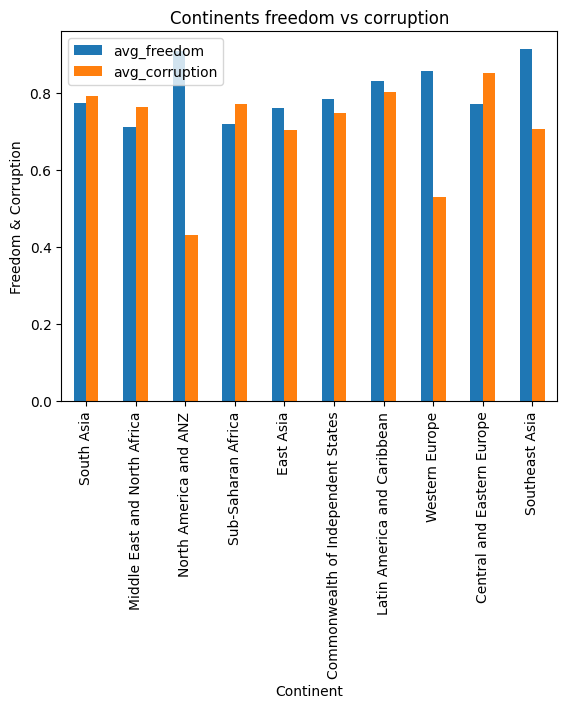 Continents freedom vs corruption
avg_freedom
avg_corruption
Freedom & Corruption
0.8
0.6
0.4
0.2
0.0
South Asia
Middle East and North Africa
North America and ANZ
Sub-Saharan Africa
East Asia
Commonwealth of Independent States
Latin America and Caribbean
Western Europe
Central and Eastern Europe
Southeast Asia
Continent